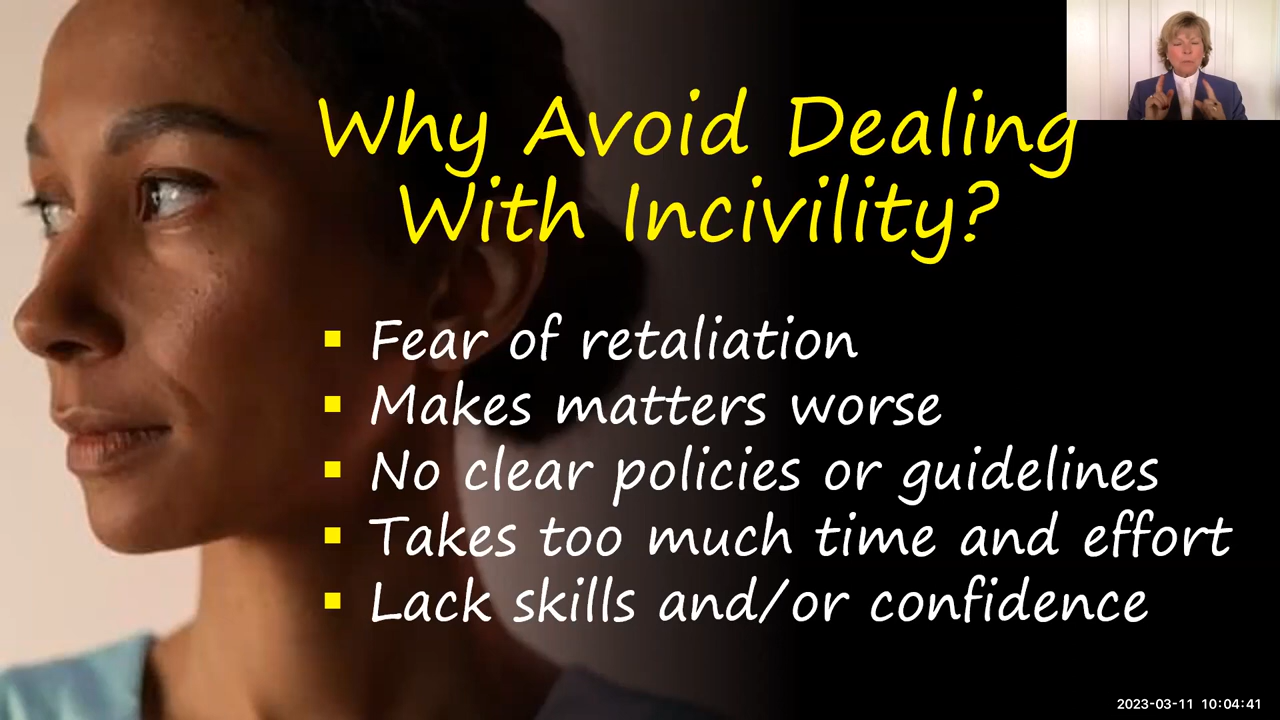 Why Avoid Dealing
With Incivility?
Fear of retaliation
Makes matters worse
No clear policies or guidelines
Takes too much time and effort
Lack skills and/or confidence
2023-03-11 10:04:41